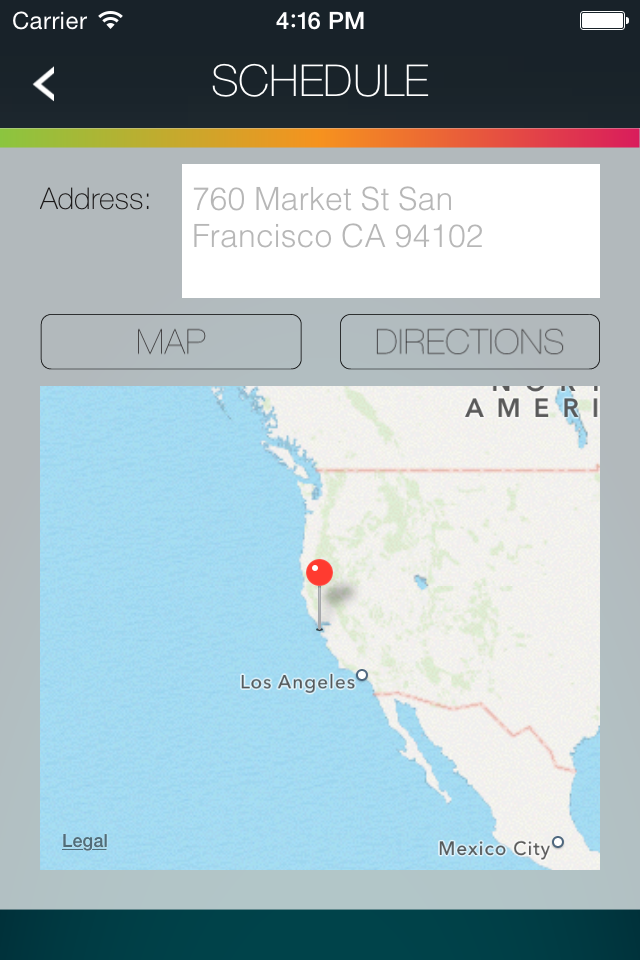 Carrier 4:16 PM
SCHEDULE
Address:
760 Market St San
Francisco CA 94102
MAP
DIRECTIONS
AMERI
Los Angeles
Legal
Mexico City